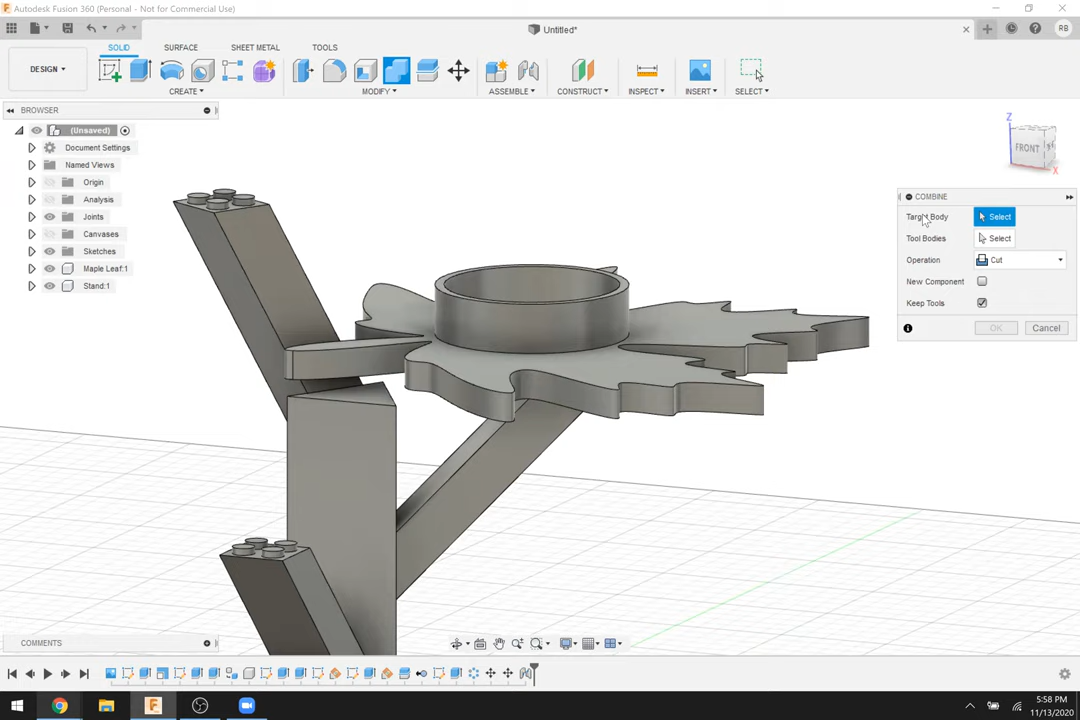 Autodesk Fusion 360 (Personal - Not for Commercial Use)
Untitled*
RB
SOLID SURFACE SHEET METAL TOOLS
DESIGN
CREATE MODIFY ASSEMBLE CONSTRUCT INSPECT INSERT SELECT
BROWSER
(Unsaved)
Document Settings
Named Views
Origin
Analysis
Joints
Canvases
Sketches
Maple Leaf:1
Stand:1
Z
FRONT
X
COMBINE
Target Body Select
Tool Bodies Select
Operation Cut
New Component
Keep Tools
OK Cancel
COMMENTS
5:58 PM
11/13/2020